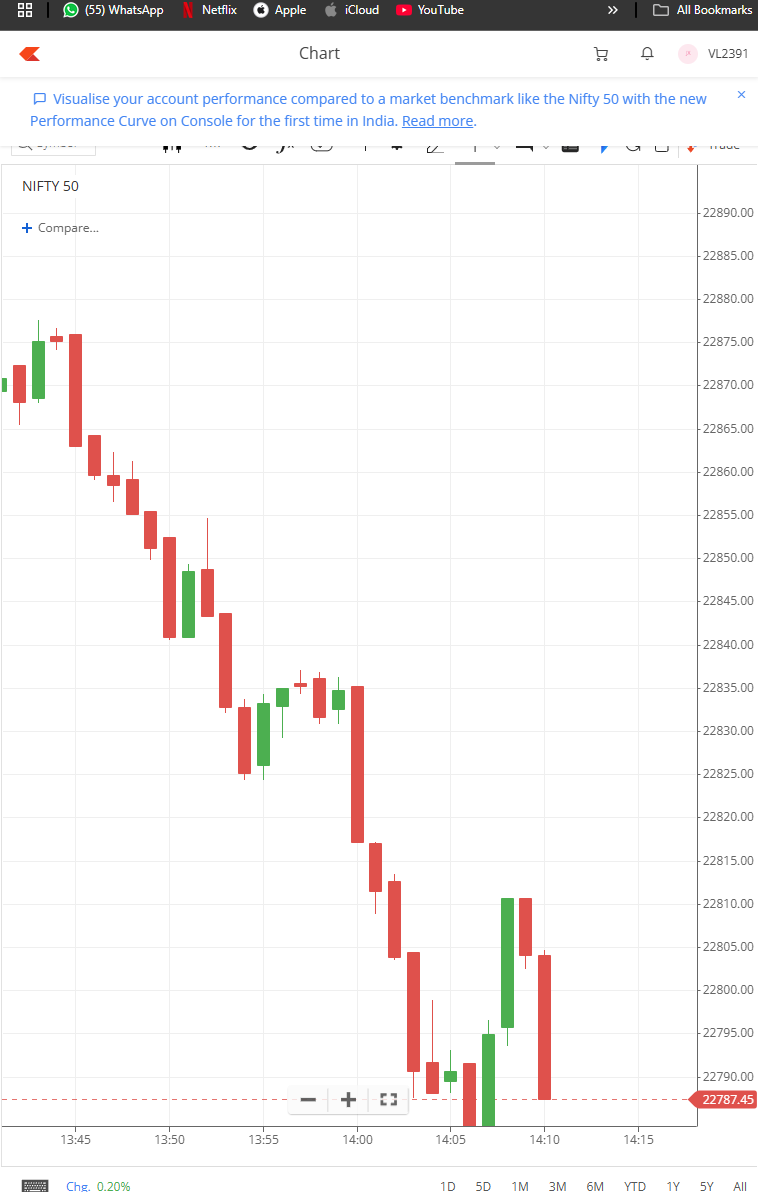 (55) WhatsApp Netflix Apple iCloud YouTube » All Bookmarks
Chart VL2391
Visualise your account performance compared to a market benchmark like the Nifty 50 with the new
Performance Curve on Console for the first time in India. Read more.
NIFTY 50
+ Compare...
22890.00
22885.00
22880.00
22875.00
22870.00
22865.00
22860.00
22855.00
22850.00
22845.00
22840.00
22835.00
22830.00
22825.00
22820.00
22815.00
22810.00
22805.00
22800.00
22795.00
22790.00
22787.45
13:45 13:50 13:55 14:00 14:05 14:10 14:15
Chg. 0.20% 1D 5D 1M 3M 6M YTD 1Y 5Y All